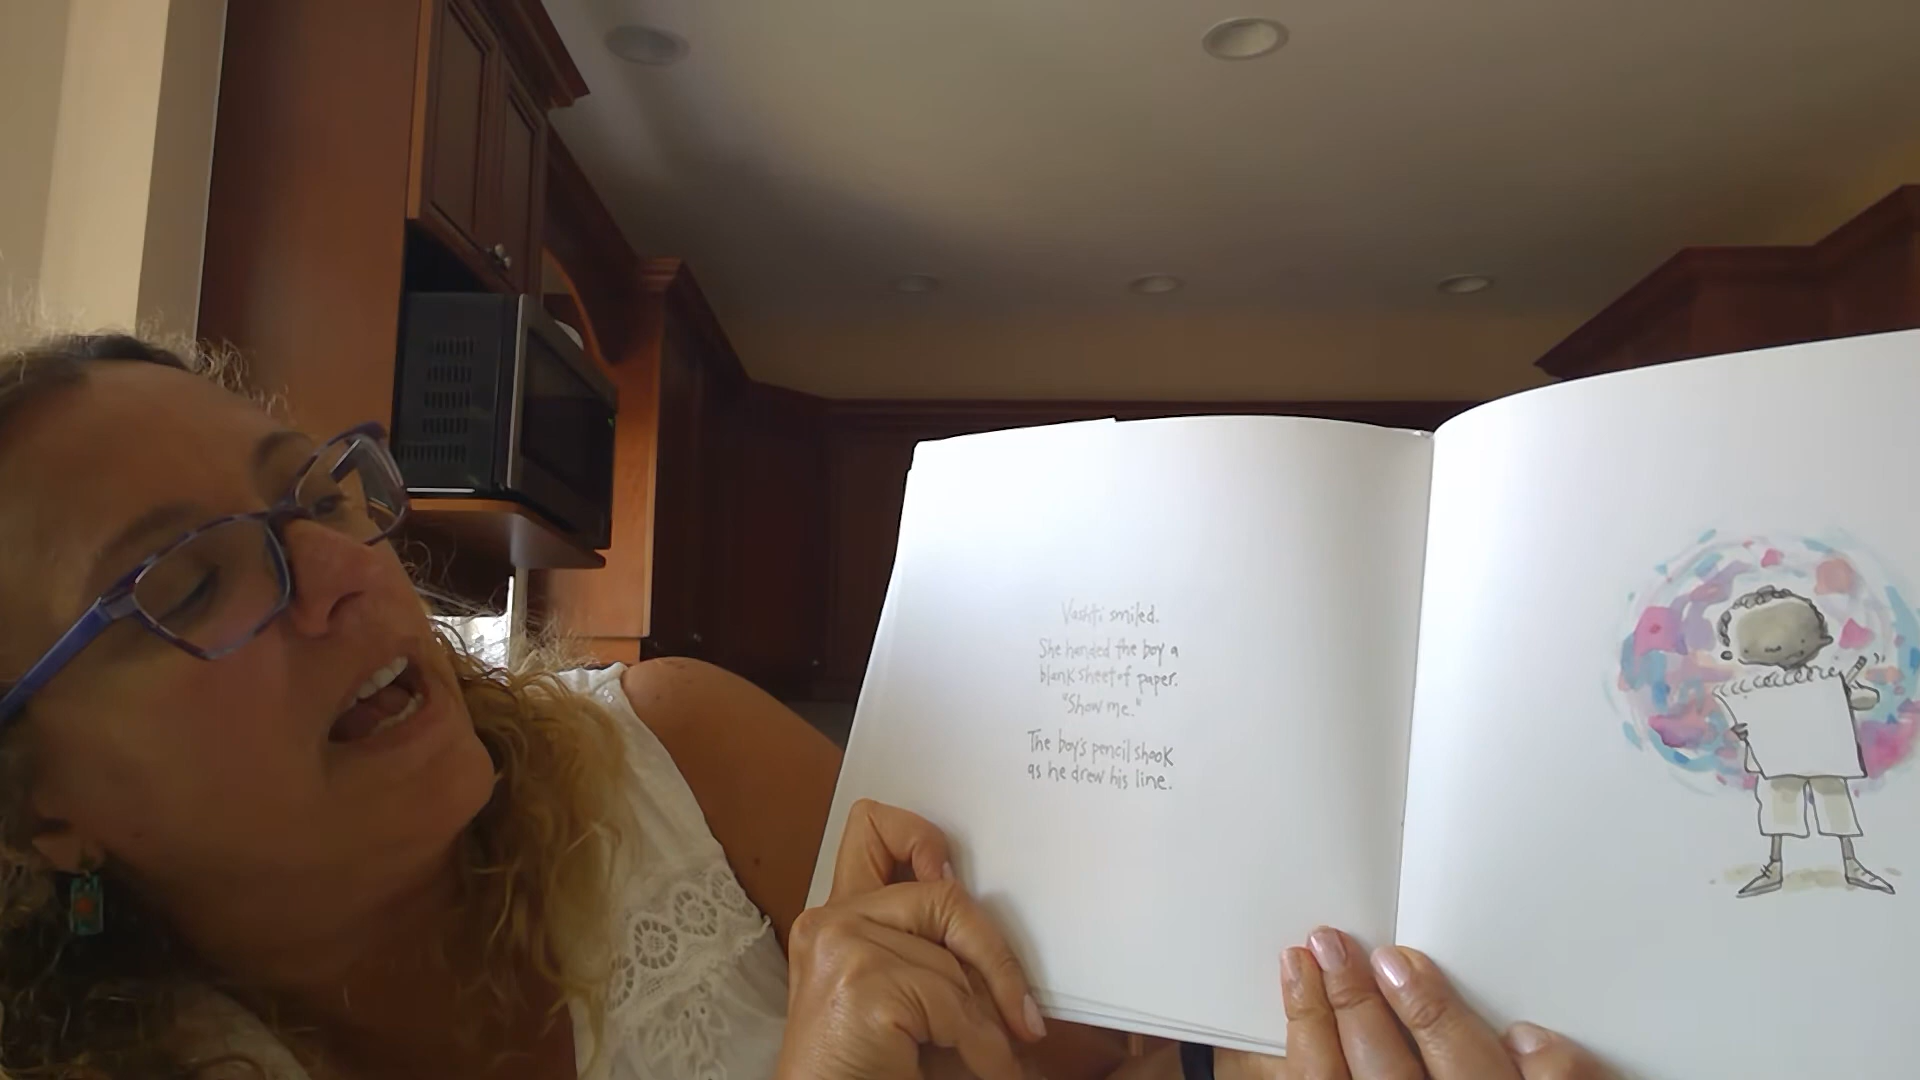 Vashti smiled.
She handed the boy a
blank sheet of paper.
"Show me."
The boy's pencil shook
as he drew his line.